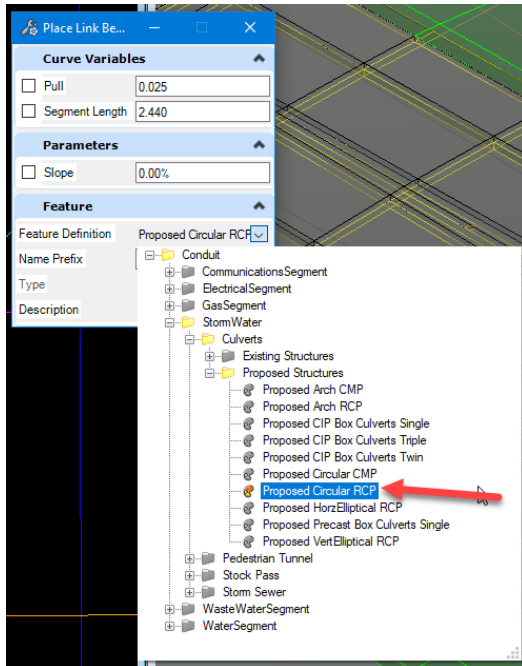 Place Link Be...
Curve Variables
Pull 0.025
Segment Length 2.440
Parameters
Slope 0.00%
Feature
Feature Definition Proposed Circular RCF
Name Prefix
Type
Description
Conduit
CommunicationsSegment
ElectricalSegment
GasSegment
StormWater
Culverts
Existing Structures
Proposed Structures
Proposed Arch CMP
Proposed Arch RCP
Proposed CIP Box Culverts Single
Proposed CIP Box Culverts Triple
Proposed CIP Box Culverts Twin
Proposed Circular CMP
Proposed Circular RCP
Proposed HorzElliptical RCP
Proposed Precast Box Culverts Single
Proposed VertElliptical RCP
Pedestrian Tunnel
Stock Pass
Storm Sewer
WasteWaterSegment
WaterSegment